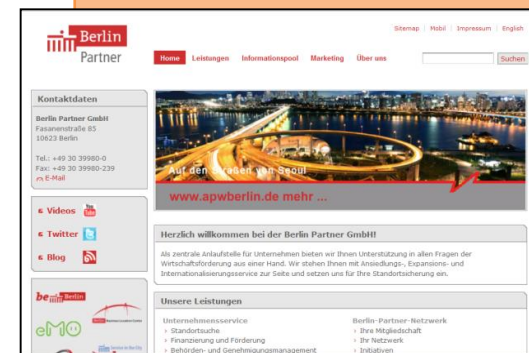 Berlin
Partner
Sitemap | Mobil | Impressum | English
Home Leistungen Informationspool Marketing Über uns
Suchen
Kontaktdaten
Berlin Partner GmbH
Fasanenstraße 85
10623 Berlin
Tel.: +49 30 39980-0
Fax: +49 30 39980-239
E-Mail
Videos You Tube
Twitter
Blog
be Berlin
eMO
Auf den Straßen von Seoul
www.apwberlin.de mehr ...
Herzlich willkommen bei der Berlin Partner GmbH!
Als zentrale Anlaufstelle für Unternehmen bieten wir Ihnen Unterstützung in allen Fragen der
Wirtschaftsförderung aus einer Hand. Wir stehen Ihnen mit Ansiedlungs-, Expansions- und
Internationalisierungsservice zur Seite und setzen uns für Ihre Standortsicherung ein.
Unsere Leistungen
Unternehmensservice
Standortsuche
Finanzierung und Förderung
Behörden- und Genehmigungsmanagement
Berlin-Partner-Netzwerk
Ihre Mitgliedschaft
Ihr Netzwerk
Initiativen